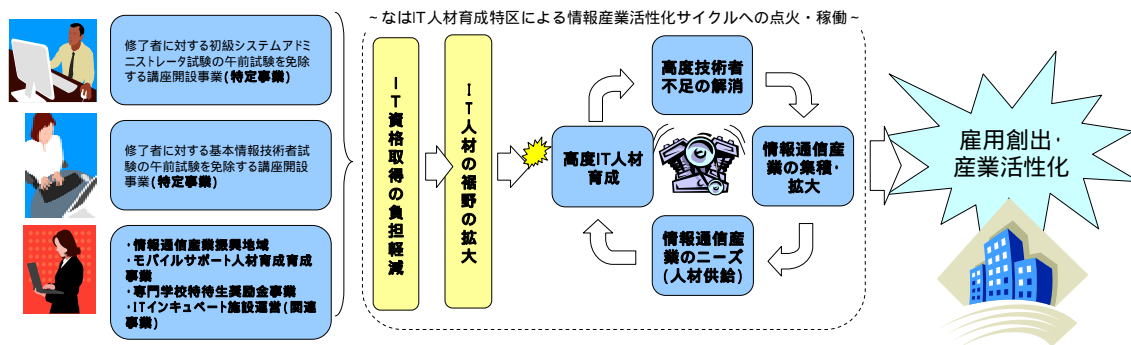 ~なはIT人材育成特区による情報産業活性化サイクルへの点火・稼働~
修了者に対する初級システムアドミ
ニストレータ試験の午前試験を免除
する講座開設事業(特定事業)
修了者に対する基本情報技術者試
験の午前試験を免除する講座開設
事業(特定事業)
・情報通信産業振興地域
・モバイルサポート人材育成育成
事業
・専門学校特待生奨励金事業
・ITインキュベート施設運営(関連
事業)
IT資格取得の負担軽減
IT人材の裾野の拡大
高度IT人材
育成
高度技術者
不足の解消
情報通信産
業の集積・
拡大
情報通信産
業のニーズ
(人材供給)
雇用創出・
産業活性化